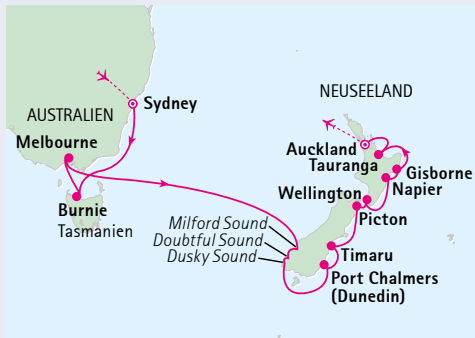 NEUSEELAND
Sydney
AUSTRALIEN
Melbourne
Auckland
Tauranga
Gisborne
Napier
Wellington
Burnie
Tasmanien
Picton
Milford Sound
Doubtful Sound
Dusky Sound
Timaru
Port Chalmers
(Dunedin)